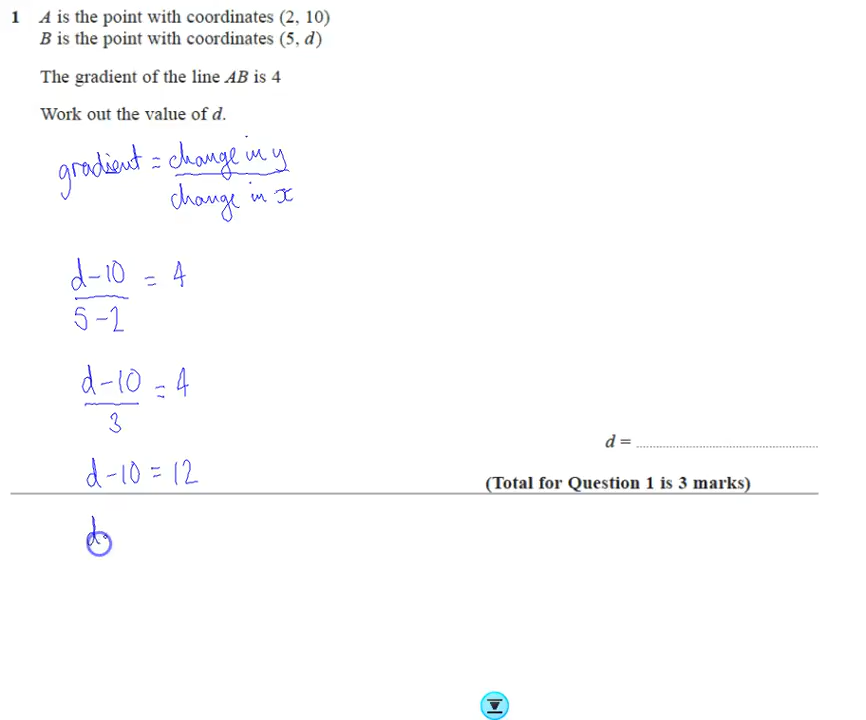 1 A is the point with coordinates (2, 10)
B is the point with coordinates (5, d)
The gradient of the line AB is 4
Work out the value of d.
gradient = change in y
change in x
d-10 = 4
5-2
d-10 = 4
3
d-10 = 12
d = ......................................................
(Total for Question 1 is 3 marks)
d